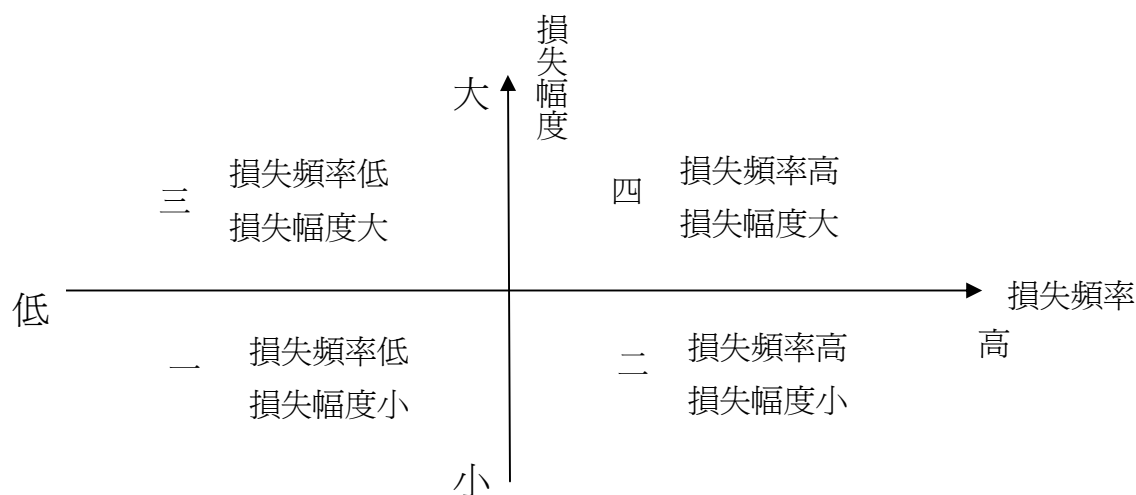 損失幅度
大
三
損失頻率低
損失幅度大
四
損失頻率高
損失幅度大
低
損失頻率
高
一
損失頻率低
損失幅度小
二
損失頻率高
損失幅度小
小